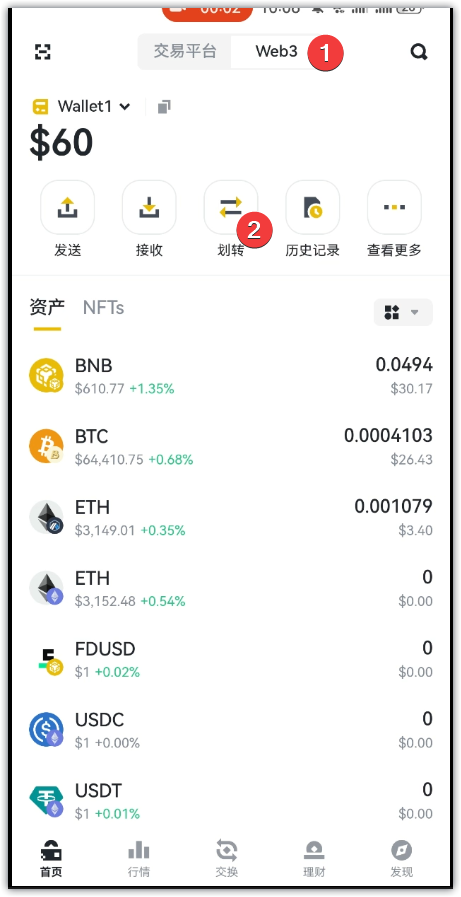 00:02 16:06
交易平台 Web3 1
Wallet1
$60
2
发送 接收 划转 历史记录 查看更多
资产 NFTs
BNB 0.0494
$610.77 +1.35% $30.17
BTC 0.0004103
$64,410.75 +0.68% $26.43
ETH 0.001079
$3,149.01 +0.35% $3.40
ETH 0
$3,152.48 +0.54% $0.00
FDUSD 0
$1 +0.02% $0.00
USDC 0
$1 +0.00% $0.00
USDT 0
$1 +0.01% $0.00
首页 行情 交换 理财 发现